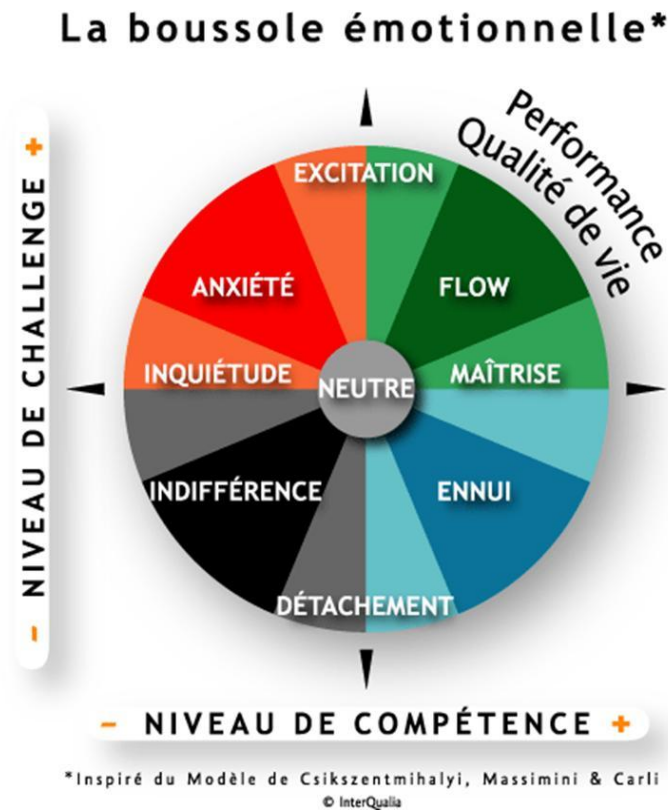 La boussole émotionnelle*
Performance
Qualité de vie
+
NIVEAU DE CHALLENGE
-
EXCITATION
ANXIÉTÉ
FLOW
INQUIÉTUDE
NEUTRE
MAÎTRISE
INDIFFÉRENCE
ENNUI
DÉTACHEMENT
- NIVEAU DE COMPÉTENCE +
*Inspiré du Modèle de Csikszentmihalyi, Massimini & Carli
© InterQualia